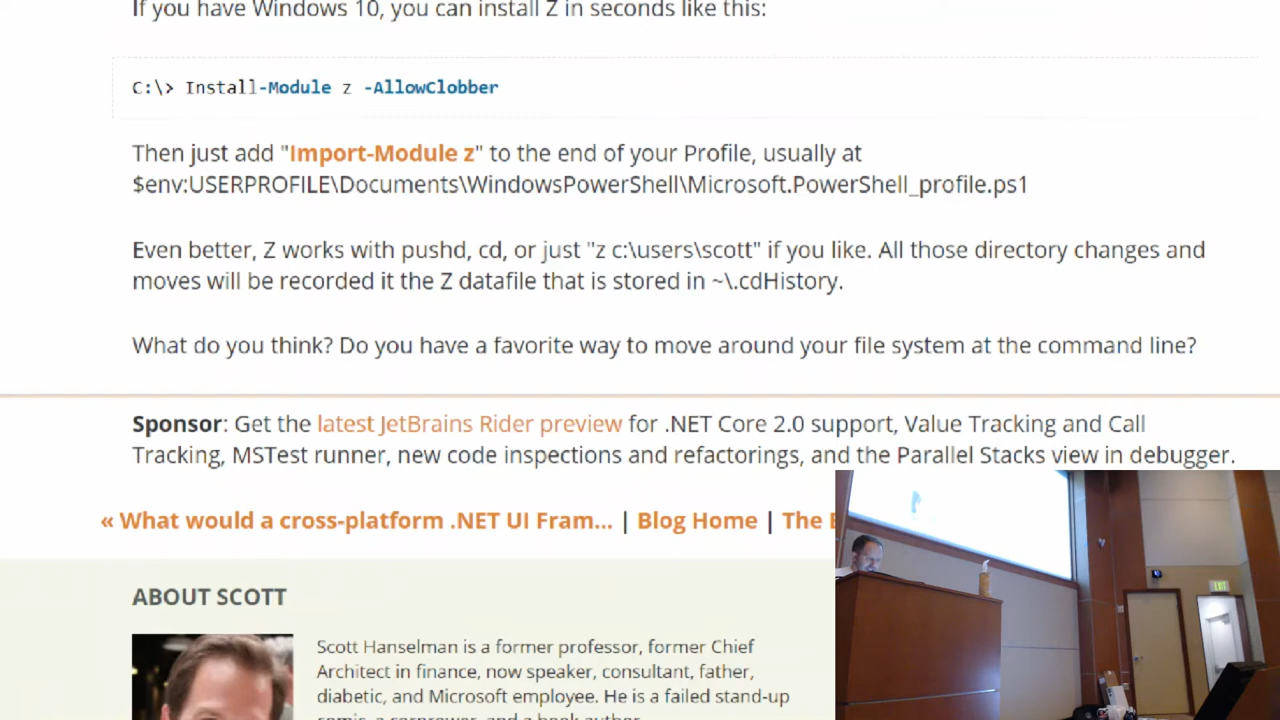 If you have Windows 10, you can install Z in seconds like this:
C:\> Install-Module z -AllowClobber
Then just add "Import-Module z" to the end of your Profile, usually at
$env:USERPROFILE\Documents\WindowsPowerShell\Microsoft.PowerShell_profile.ps1
Even better, Z works with pushd, cd, or just "z c:\users\scott" if you like. All those directory changes and
moves will be recorded it the Z datafile that is stored in ~\.cdHistory.
What do you think? Do you have a favorite way to move around your file system at the command line?
Sponsor: Get the latest JetBrains Rider preview for .NET Core 2.0 support, Value Tracking and Call
Tracking, MSTest runner, new code inspections and refactorings, and the Parallel Stacks view in debugger.
« What would a cross-platform .NET UI Fram... | Blog Home | The
ABOUT SCOTT
Scott Hanselman is a former professor, former Chief
Architect in finance, now speaker, consultant, father,
diabetic, and Microsoft employee. He is a failed stand-up
comic, a cornrower, and a book author.